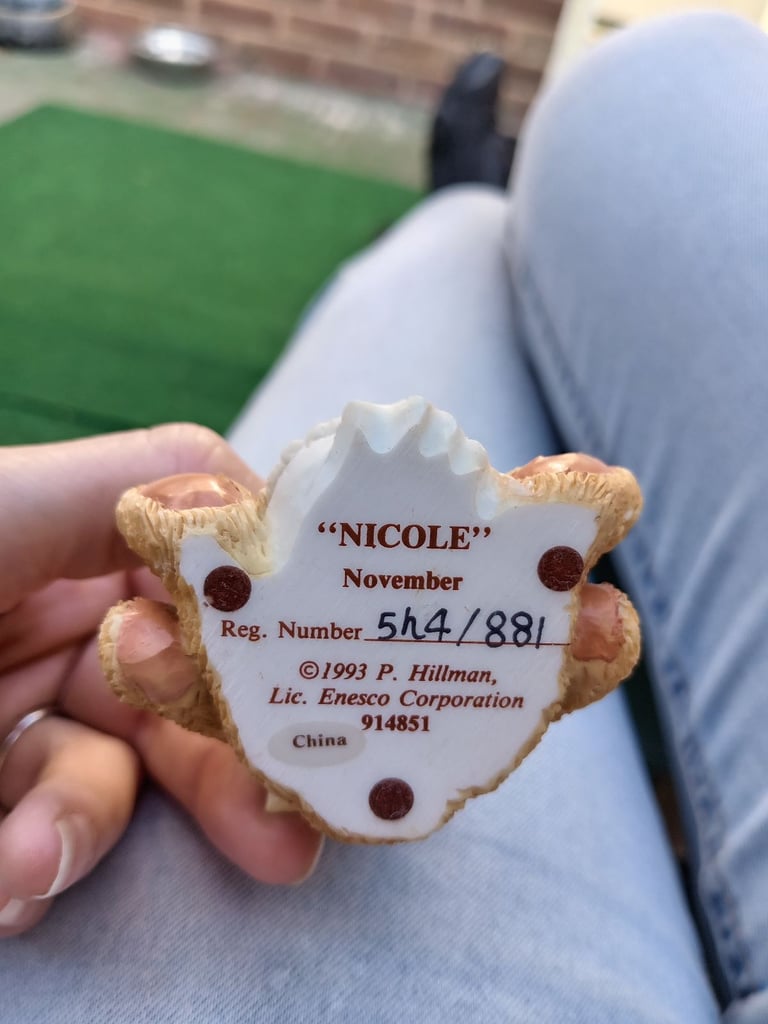 “NICOLE”
November
Reg. Number 5h4/881
©1993 P. Hillman,
Lic. Enesco Corporation
914851
China